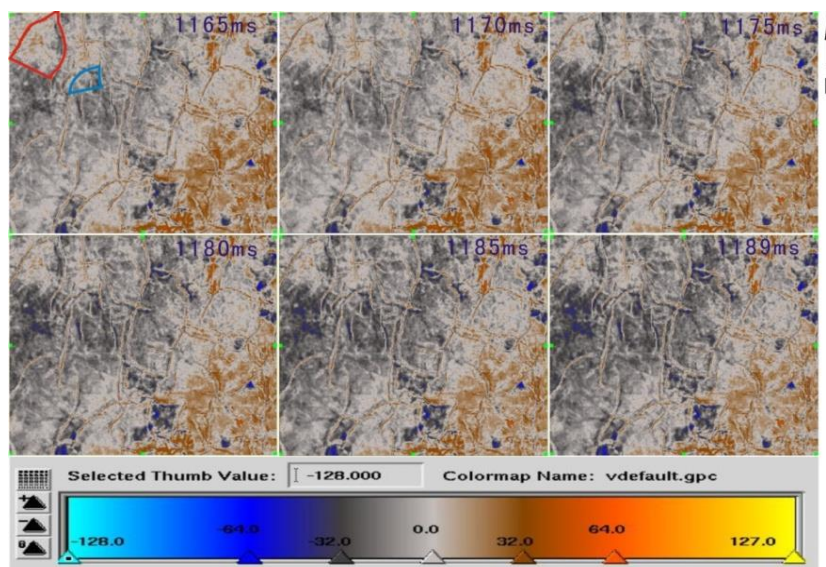 1165ms 1170ms 1175ms
1180ms 1185ms 1189ms
Selected Thumb Value: -128.000 Colormap Name: vdefault.gpc
-128.0 -64.0 -32.0 0.0 32.0 64.0 127.0